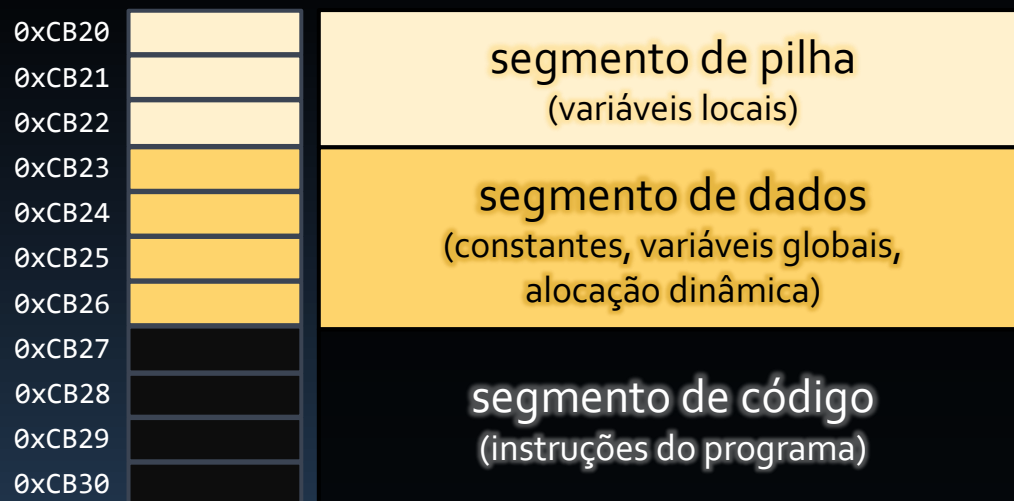 0xCB20
0xCB21
0xCB22
0xCB23
0xCB24
0xCB25
0xCB26
0xCB27
0xCB28
0xCB29
0xCB30
segmento de pilha
(variáveis locais)
segmento de dados
(constantes, variáveis globais,
alocação dinâmica)
segmento de código
(instruções do programa)